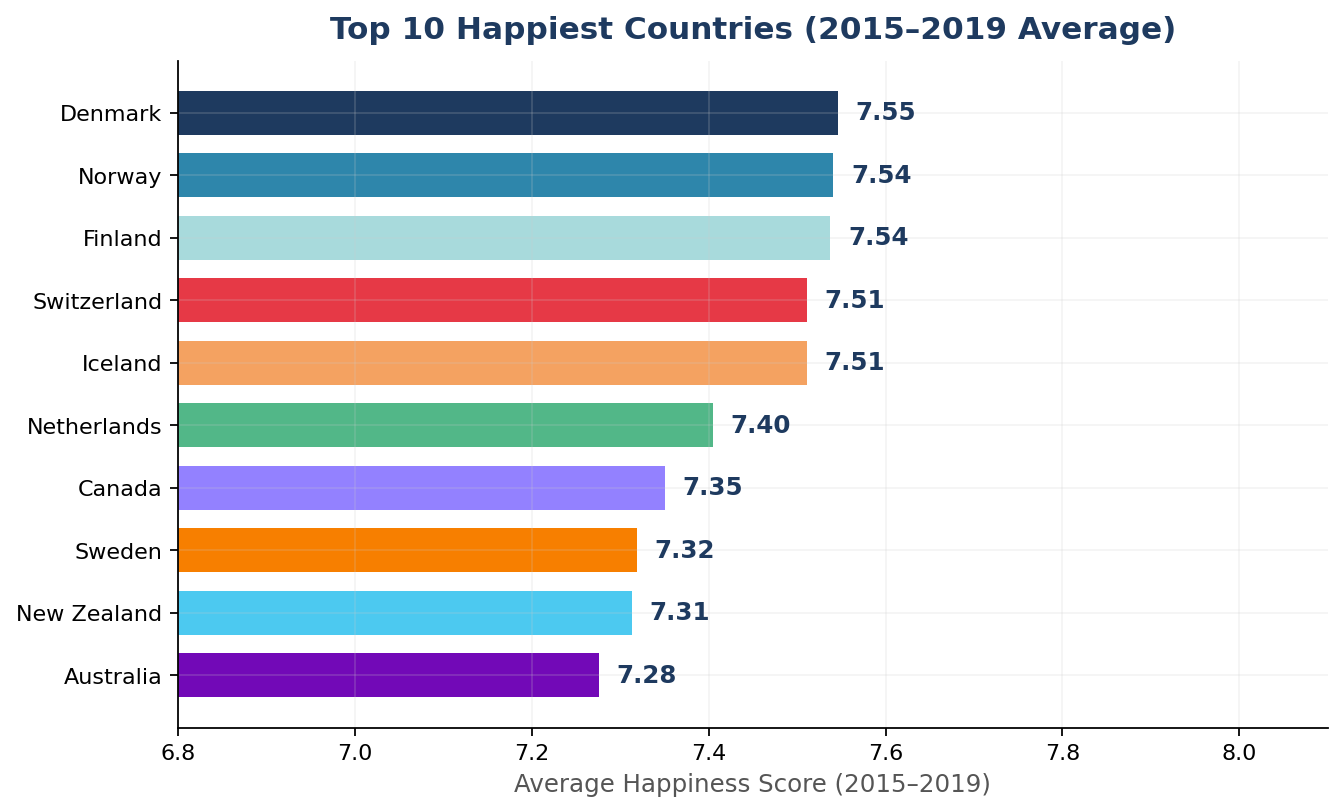 Top 10 Happiest Countries (2015–2019 Average)
Denmark 7.55
Norway 7.54
Finland 7.54
Switzerland 7.51
Iceland 7.51
Netherlands 7.40
Canada 7.35
Sweden 7.32
New Zealand 7.31
Australia 7.28
6.8 7.0 7.2 7.4 7.6 7.8 8.0
Average Happiness Score (2015–2019)